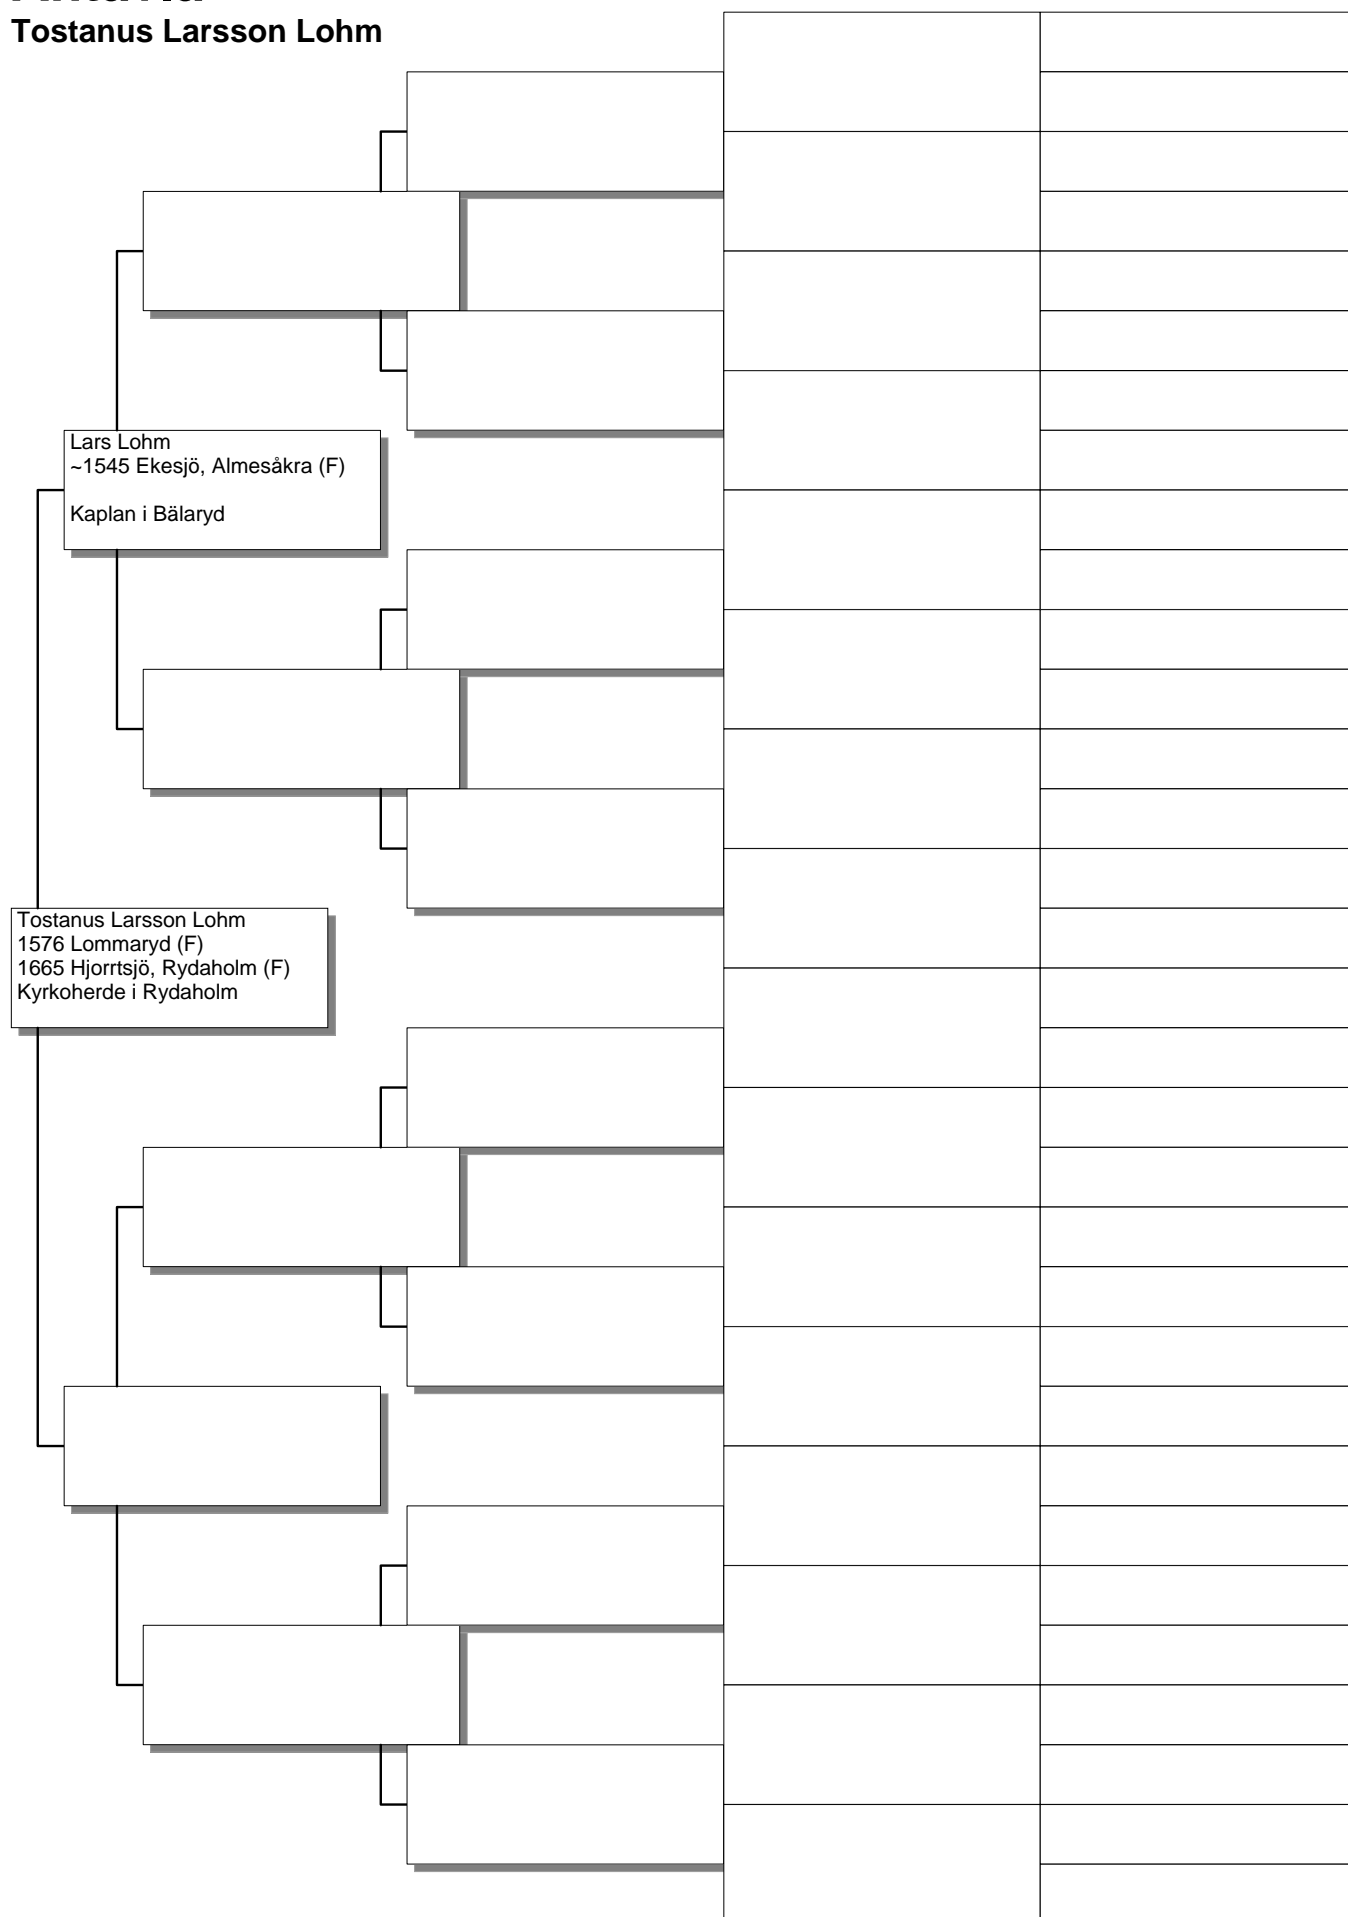 Tostanus Larsson Lohm
Lars Lohm
~1545 Ekesjö, Almesåkra (F)
Kaplan i Bälaryd
Tostanus Larsson Lohm
1576 Lommaryd (F)
1665 Hjorrtsjö, Rydaholm (F)
Kyrkoherde i Rydaholm